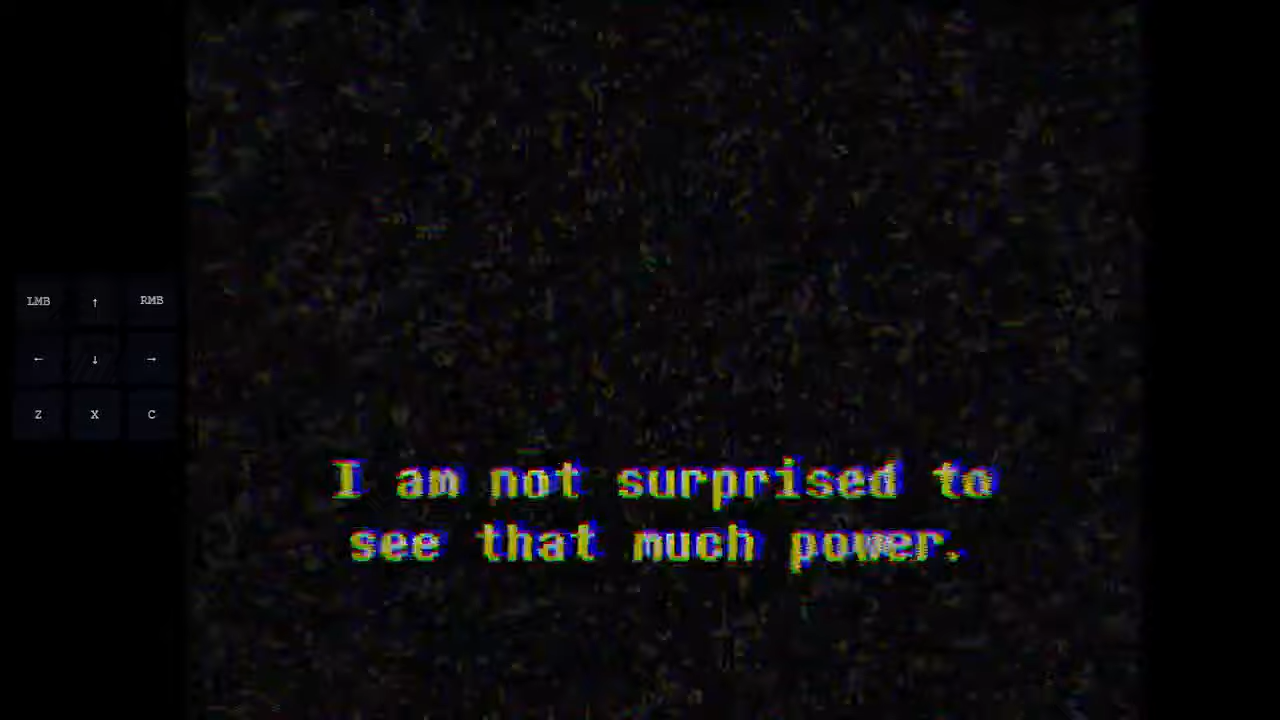 LMB ↑ RMB
← ↓ →
Z X C
I am not surprised to
see that much power.